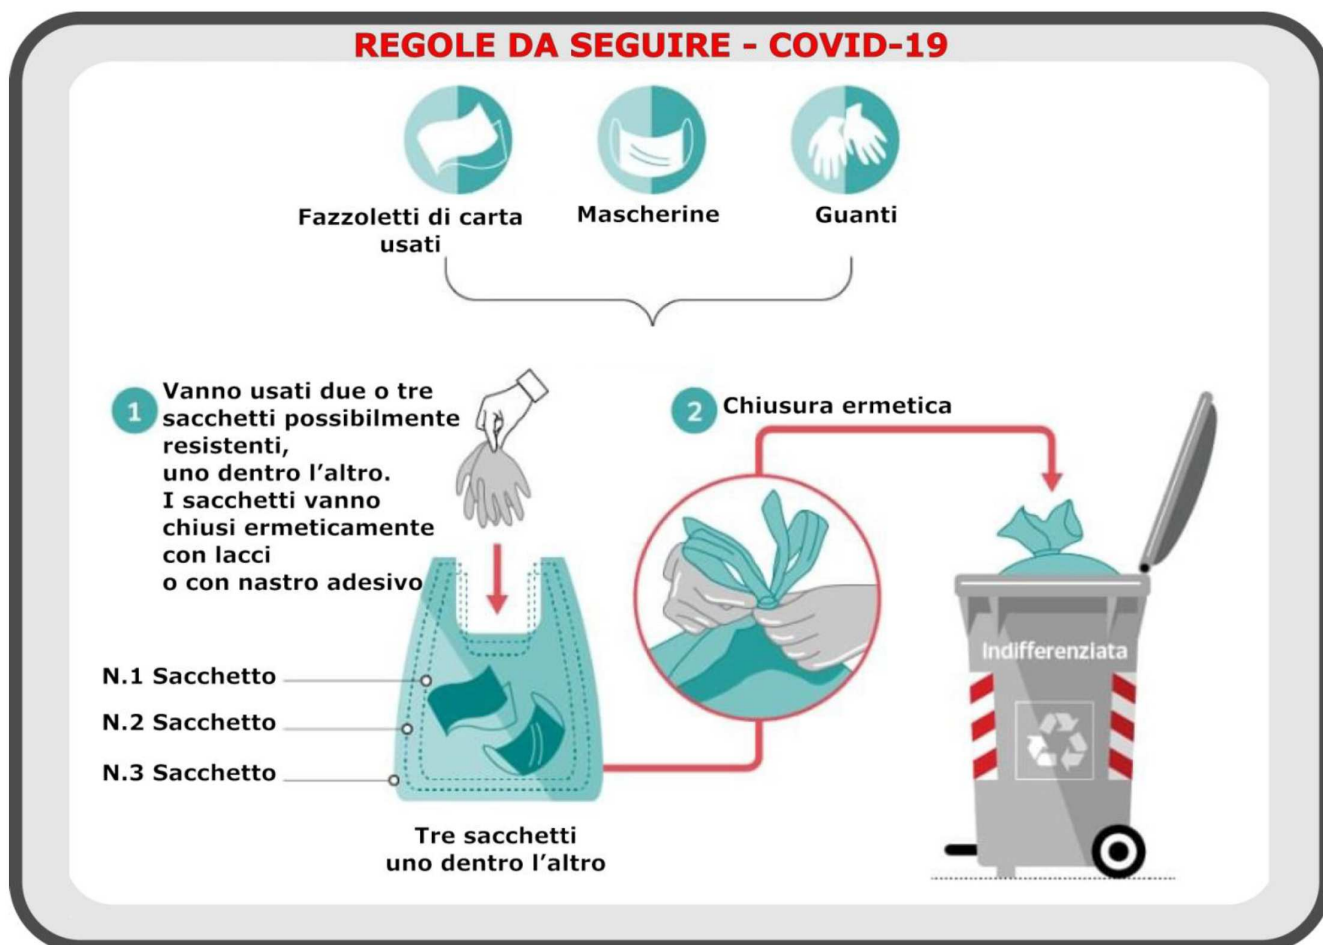 REGOLE DA SEGUIRE - COVID-19
Fazzoletti di carta
usati
Mascherine
Guanti
1
Vanno usati due o tre
sacchetti possibilmente
resistenti,
uno dentro l'altro.
I sacchetti vanno
chiusi ermeticamente
con lacci
o con nastro adesivo
2
Chiusura ermetica
N.1 Sacchetto
N.2 Sacchetto
N.3 Sacchetto
Tre sacchetti
uno dentro l'altro
Indifferenziata